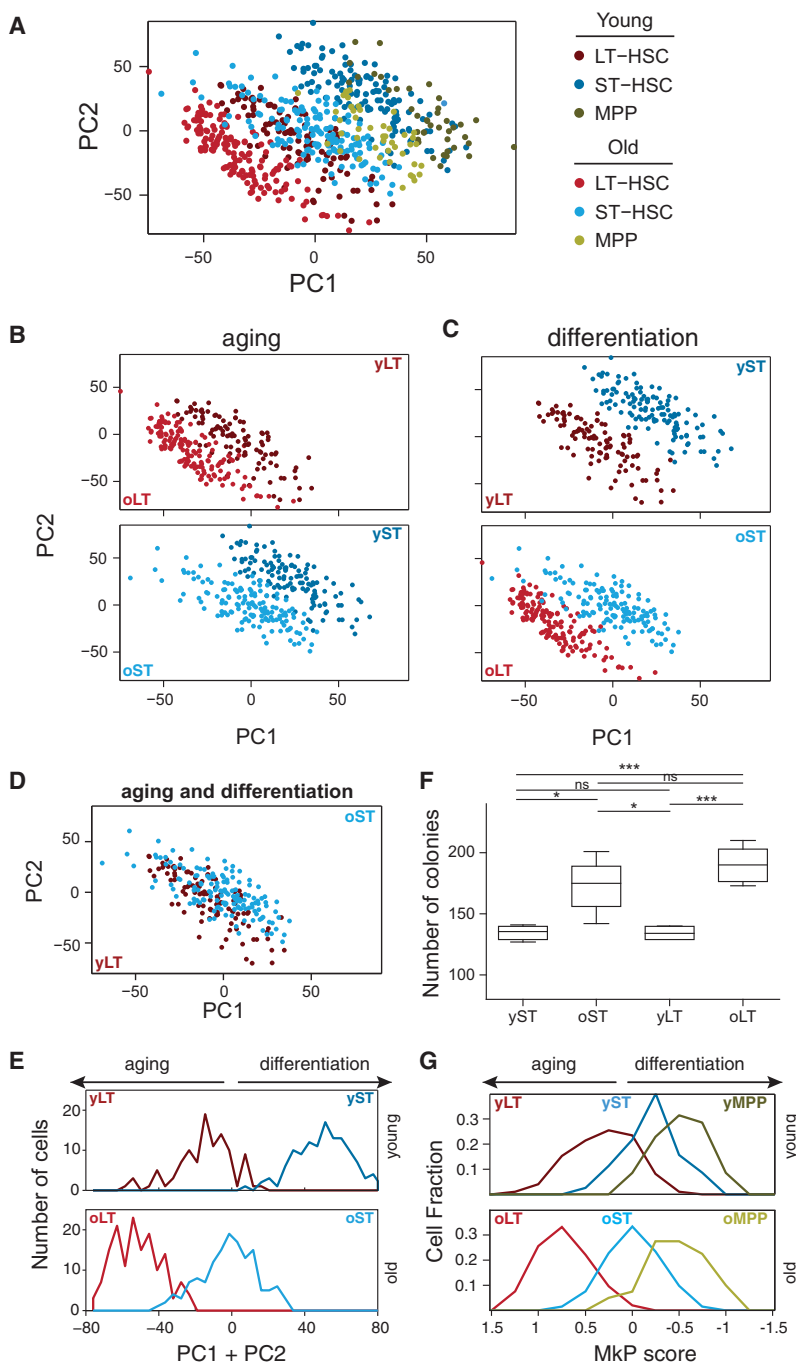 A
PC2
50
0
−50
−50
0
50
PC1
Young
LT−HSC
ST−HSC
MPP
Old
LT−HSC
ST−HSC
MPP
B
aging
yLT
50
0
−50
oLT
PC2
yST
50
0
−50
oST
−50
0
50
PC1
C
differentiation
yST
yLT
oST
oLT
−50
0
50
PC1
D
aging and differentiation
oST
50
0
−50
PC2
yLT
−50
0
50
PC1
F
***
ns
ns
*
*
***
Number of colonies
200
150
100
yST
oST
yLT
oLT
E
aging
differentiation
yLT
yST
20
10
0
young
Number of cells
oLT
oST
20
10
0
old
−80
−40
0
40
80
PC1 + PC2
G
aging
differentiation
yLT
yST
yMPP
0.3
0.2
0.1
young
Cell Fraction
oLT
oST
oMPP
0.3
0.2
0.1
old
1.5
1
0.5
0
-0.5
-1
-1.5
MkP score